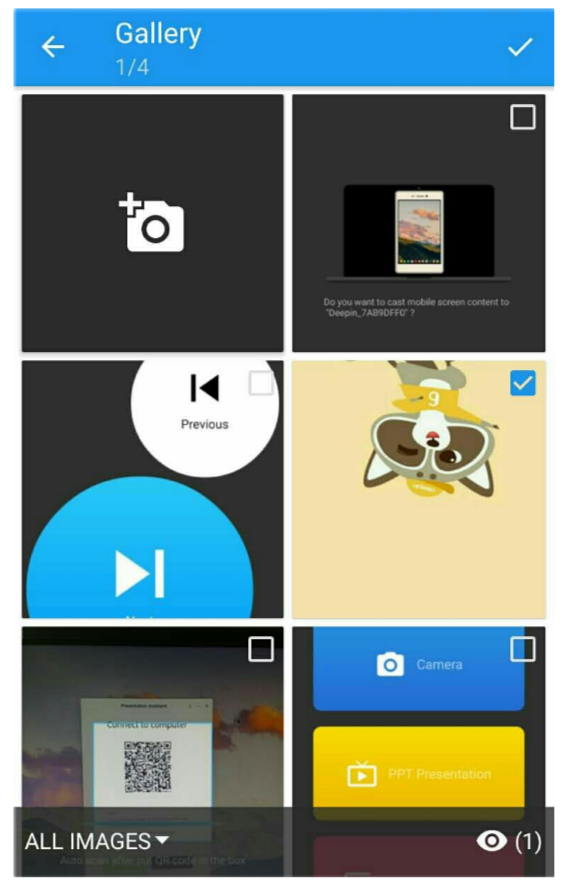 Gallery
1/4
Do you want to cast mobile screen content to
"Deepin_7AB9DFF0" ?
Previous
9
Presentation Assistant
Connect to computer
Camera
PPT Presentation
ALL IMAGES
(1)
Auto scan after put QR code in the box